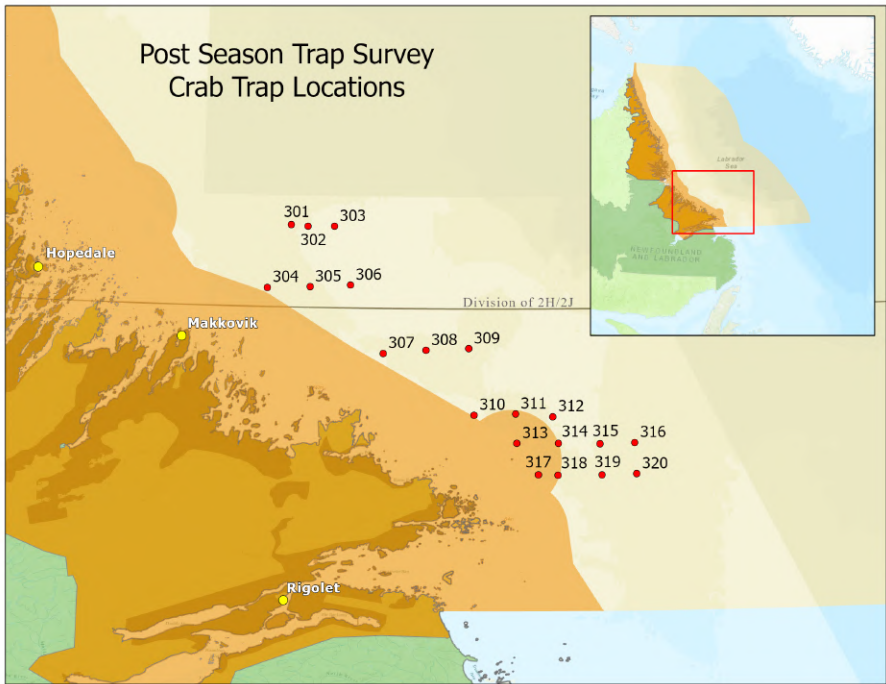 Post Season Trap Survey
Crab Trap Locations
Labrador
Sea
NEWFOUNDLAND
AND LABRADOR
301
303
302
Hopedale
304
305
306
Division of 2H/2J
Makkovik
307
308
309
310
311
312
313
314
315
316
317
318
319
320
Rigolet